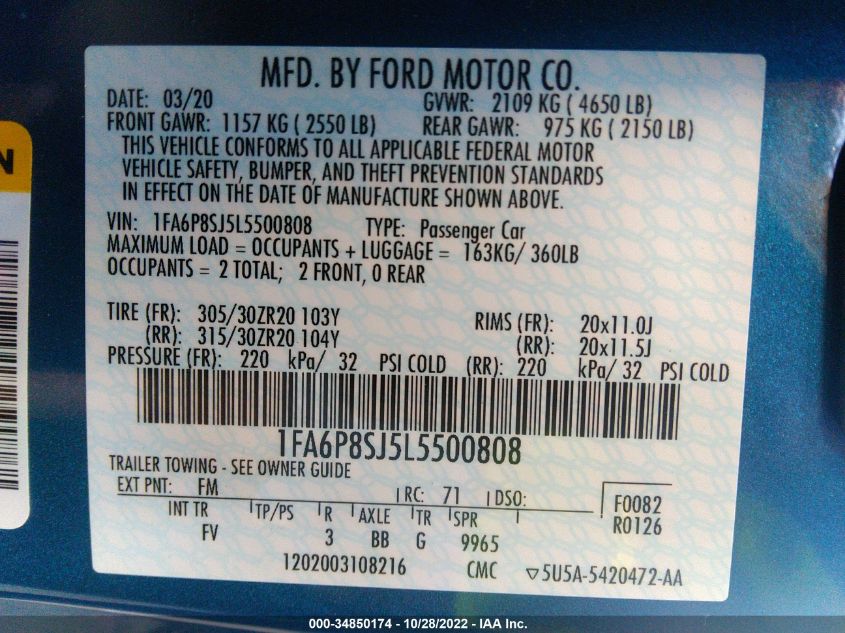 MFD. BY FORD MOTOR CO.
DATE: 03/20 GVWR: 2109 KG ( 4650 LB)
FRONT GAWR: 1157 KG ( 2550 LB) REAR GAWR: 975 KG ( 2150 LB)
THIS VEHICLE CONFORMS TO ALL APPLICABLE FEDERAL MOTOR
VEHICLE SAFETY, BUMPER, AND THEFT PREVENTION STANDARDS
IN EFFECT ON THE DATE OF MANUFACTURE SHOWN ABOVE.
VIN: 1FA6P8SJ5L5500808 TYPE: Passenger Car
MAXIMUM LOAD = OCCUPANTS + LUGGAGE = 163KG/ 360LB
OCCUPANTS = 2 TOTAL; 2 FRONT, 0 REAR
TIRE (FR): 305/30ZR20 103Y RIMS (FR): 20x11.0J
(RR): 315/30ZR20 104Y (RR): 20x11.5J
PRESSURE (FR): 220 kPa/ 32 PSI COLD (RR): 220 kPa/ 32 PSI COLD
1FA6P8SJ5L5500808
TRAILER TOWING - SEE OWNER GUIDE
EXT PNT: FM RC: 71 DSO: F0082
INT TR TP/PS R AXLE TR SPR R0126
FV 3 BB G 9965
1202003108216 CMC ▽5U5A-5420472-AA
N
000-34850174 - 10/28/2022 - IAA Inc.